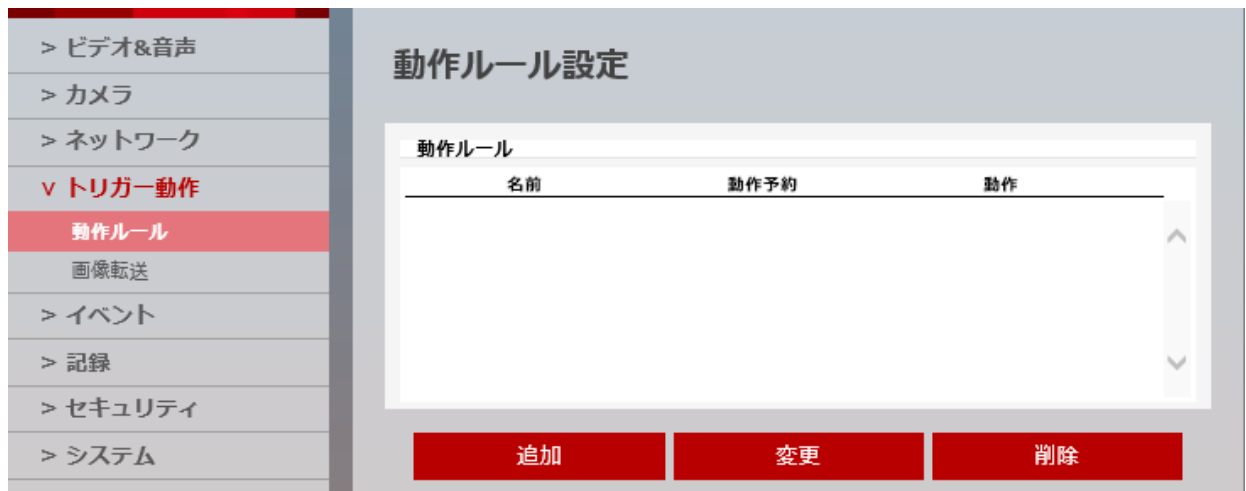 > ビデオ&音声
> カメラ
> ネットワーク
v トリガー動作
動作ルール
画像転送
> イベント
> 記録
> セキュリティ
> システム
動作ルール設定
動作ルール
名前 動作予約 動作
追加 変更 削除